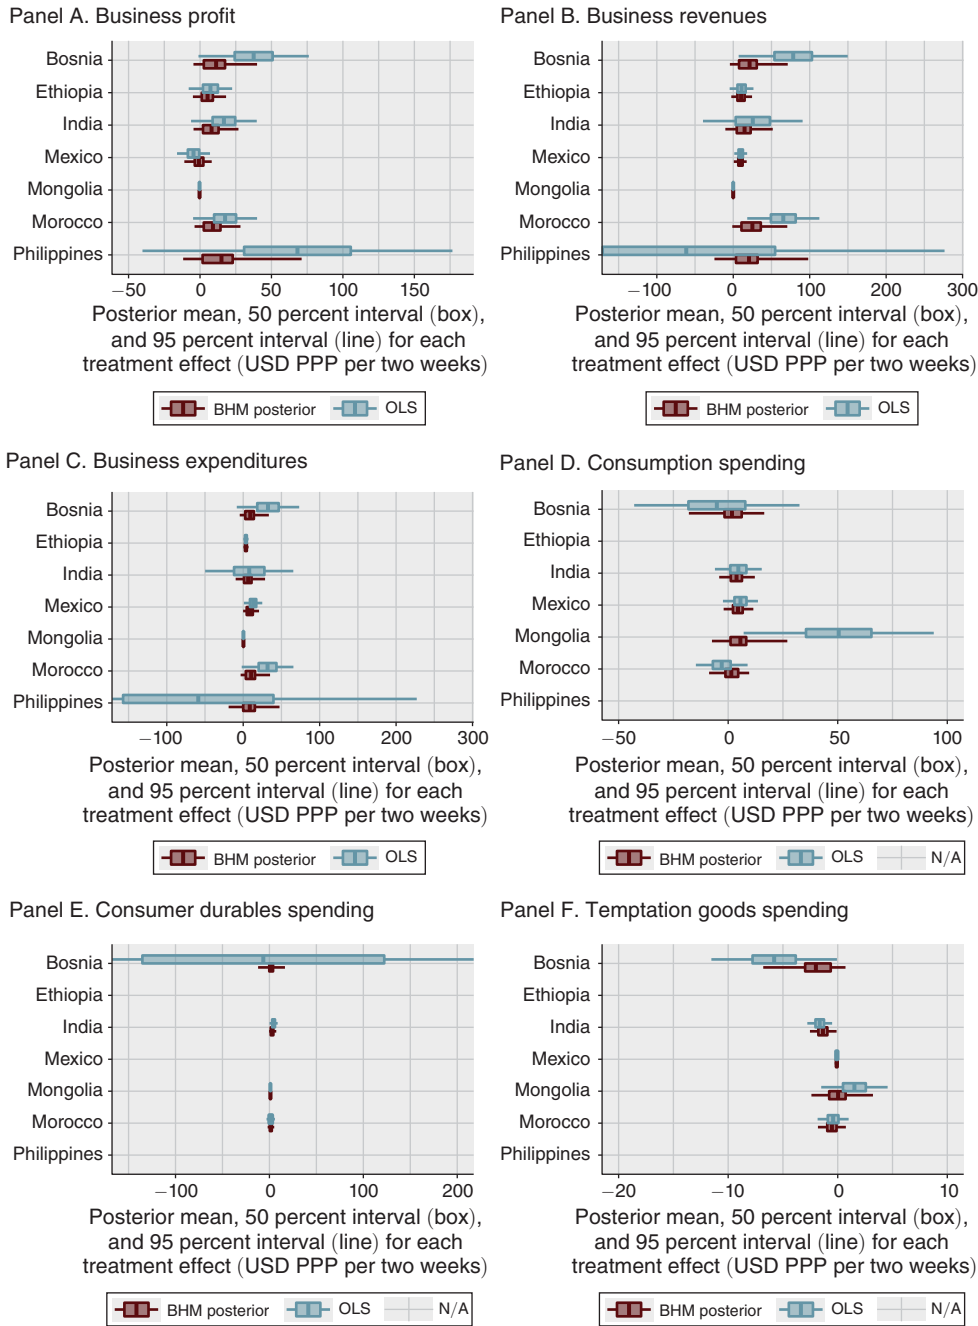 Panel A. Business profit
Bosnia
Ethiopia
India
Mexico
Mongolia
Morocco
Philippines
−50 0 50 100 150
Posterior mean, 50 percent interval (box),
and 95 percent interval (line) for each
treatment effect (USD PPP per two weeks)
BHM posterior OLS
Panel B. Business revenues
Bosnia
Ethiopia
India
Mexico
Mongolia
Morocco
Philippines
−100 0 100 200 300
Posterior mean, 50 percent interval (box),
and 95 percent interval (line) for each
treatment effect (USD PPP per two weeks)
BHM posterior OLS
Panel C. Business expenditures
Bosnia
Ethiopia
India
Mexico
Mongolia
Morocco
Philippines
−100 0 100 200 300
Posterior mean, 50 percent interval (box),
and 95 percent interval (line) for each
treatment effect (USD PPP per two weeks)
BHM posterior OLS
Panel D. Consumption spending
Bosnia
Ethiopia
India
Mexico
Mongolia
Morocco
Philippines
−50 0 50 100
Posterior mean, 50 percent interval (box),
and 95 percent interval (line) for each
treatment effect (USD PPP per two weeks)
BHM posterior OLS N/A
Panel E. Consumer durables spending
Bosnia
Ethiopia
India
Mexico
Mongolia
Morocco
Philippines
−100 0 100 200
Posterior mean, 50 percent interval (box),
and 95 percent interval (line) for each
treatment effect (USD PPP per two weeks)
BHM posterior OLS N/A
Panel F. Temptation goods spending
Bosnia
Ethiopia
India
Mexico
Mongolia
Morocco
Philippines
−20 −10 0 10
Posterior mean, 50 percent interval (box),
and 95 percent interval (line) for each
treatment effect (USD PPP per two weeks)
BHM posterior OLS N/A